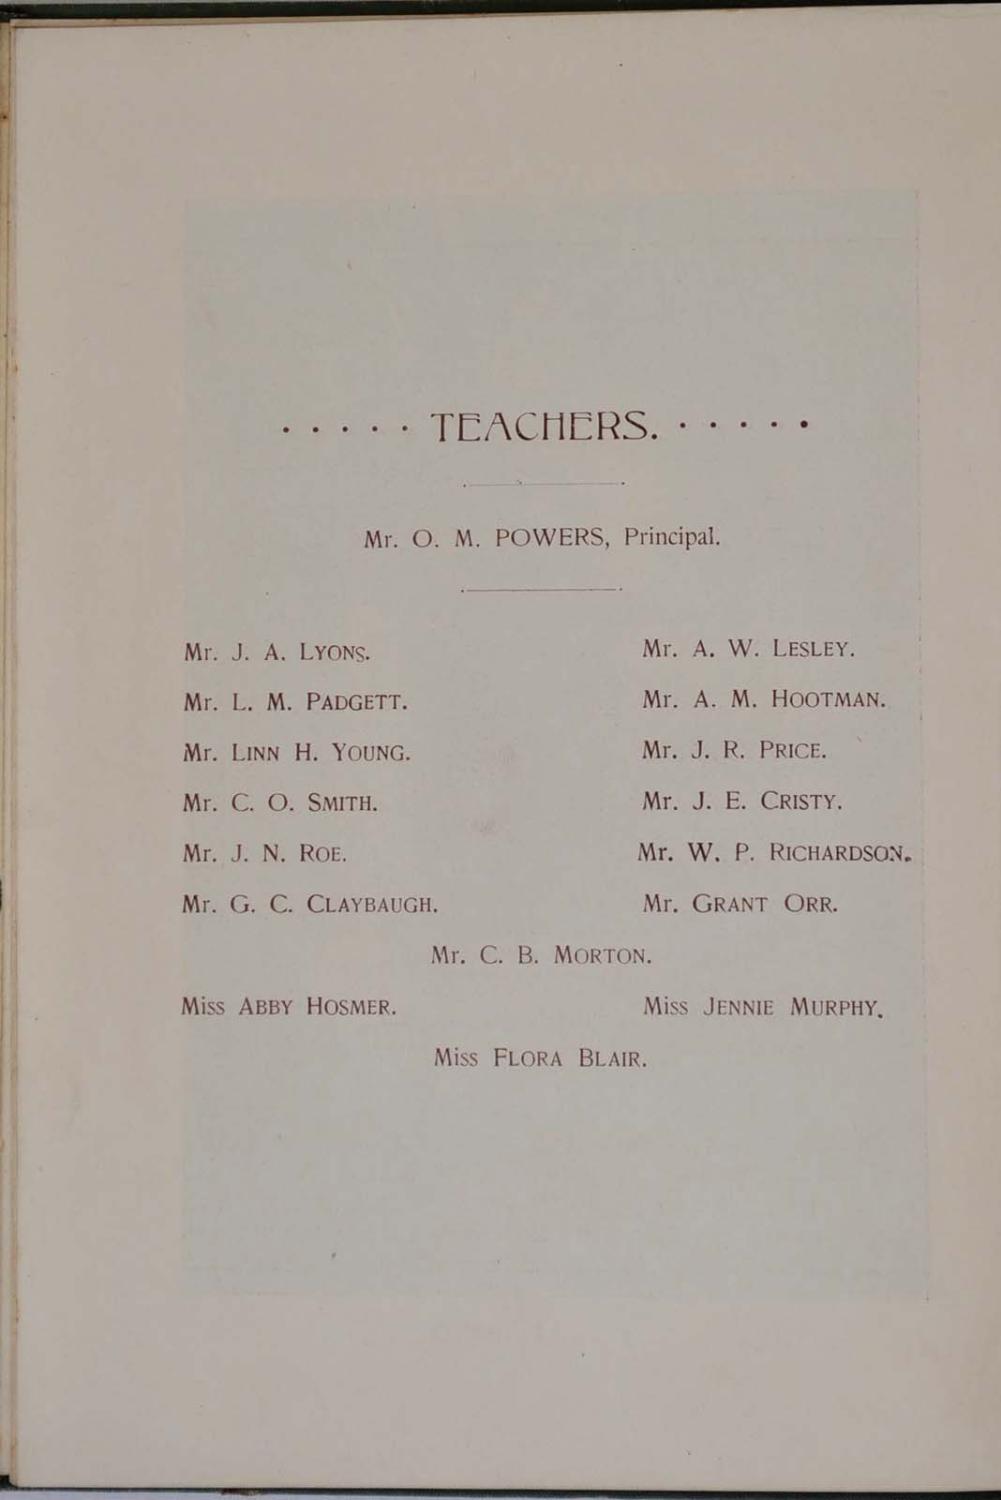 . . . . . TEACHERS. . . . . .
Mr. O. M. POWERS, Principal.
Mr. J. A. LYONS. Mr. A. W. LESLEY.
Mr. L. M. PADGETT. Mr. A. M. HOOTMAN.
Mr. LINN H. YOUNG. Mr. J. R. PRICE.
Mr. C. O. SMITH. Mr. J. E. CRISTY.
Mr. J. N. ROE. Mr. W. P. RICHARDSON.
Mr. G. C. CLAYBAUGH. Mr. GRANT ORR.
Mr. C. B. MORTON.
Miss ABBY HOSMER. Miss JENNIE MURPHY.
Miss FLORA BLAIR.